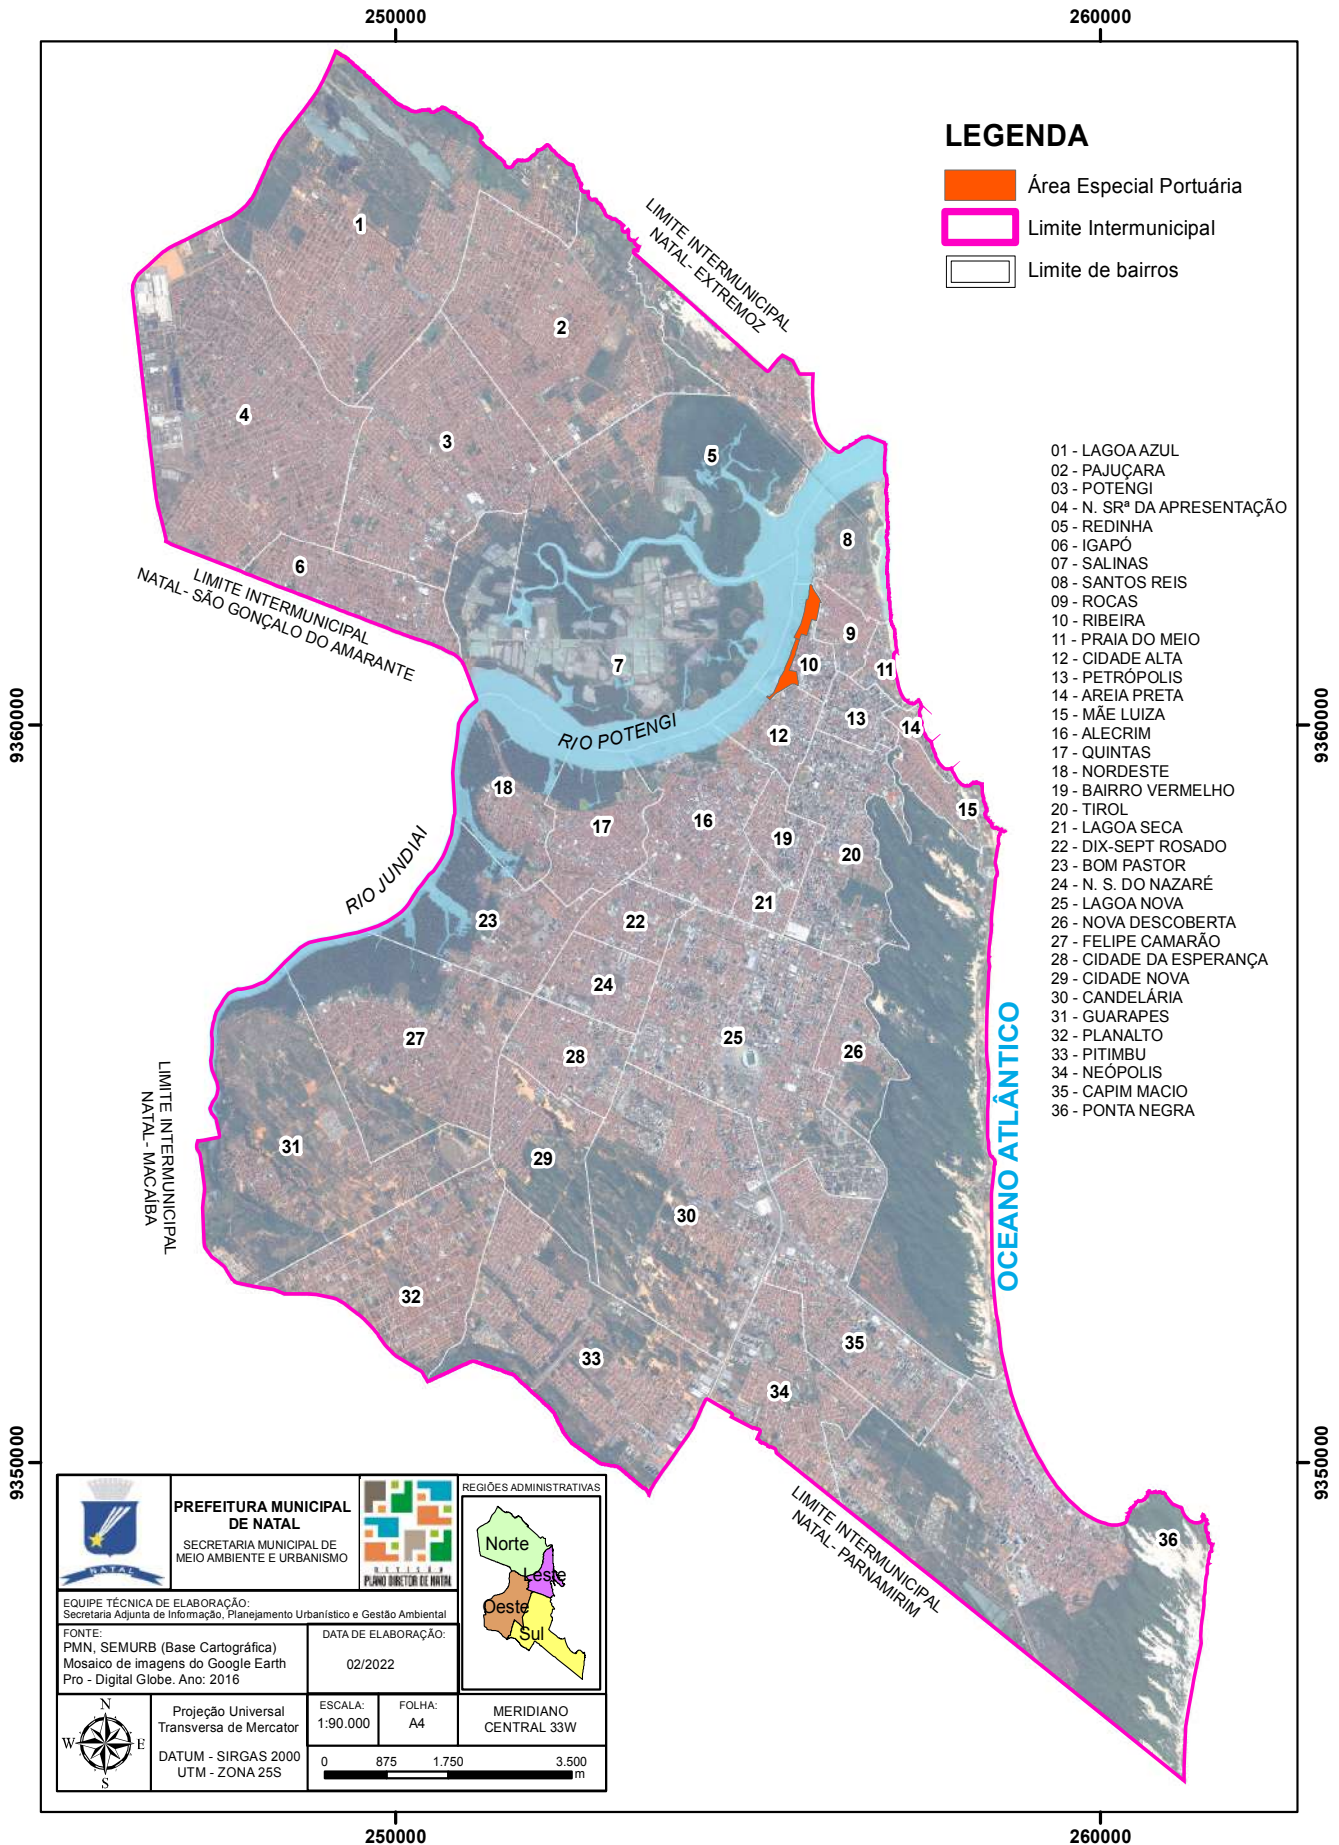 250000
260000
LEGENDA
Área Especial Portuária
Limite Intermunicipal
Limite de bairros
LIMITE INTERMUNICIPAL
NATAL- EXTREMOZ
1
2
3
4
5
6
7
8
9
10
11
12
13
14
15
16
17
18
19
20
21
22
23
24
25
26
27
28
29
30
31
32
33
34
35
36
01 - LAGOA AZUL
02 - PAJUÇARA
03 - POTENGI
04 - N. SRª DA APRESENTAÇÃO
05 - REDINHA
06 - IGAPÓ
07 - SALINAS
08 - SANTOS REIS
09 - ROCAS
10 - RIBEIRA
11 - PRAIA DO MEIO
12 - CIDADE ALTA
13 - PETRÓPOLIS
14 - AREIA PRETA
15 - MÃE LUIZA
16 - ALECRIM
17 - QUINTAS
18 - NORDESTE
19 - BAIRRO VERMELHO
20 - TIROL
21 - LAGOA SECA
22 - DIX-SEPT ROSADO
23 - BOM PASTOR
24 - N. S. DO NAZARÉ
25 - LAGOA NOVA
26 - NOVA DESCOBERTA
27 - FELIPE CAMARÃO
28 - CIDADE DA ESPERANÇA
29 - CIDADE NOVA
30 - CANDELÁRIA
31 - GUARAPES
32 - PLANALTO
33 - PITIMBU
34 - NEÓPOLIS
35 - CAPIM MACIO
36 - PONTA NEGRA
LIMITE INTERMUNICIPAL
NATAL- SÃO GONÇALO DO AMARANTE
9360000
9360000
RIO POTENGI
RIO JUNDIAI
LIMITE INTERMUNICIPAL
NATAL- MACAÍBA
OCEANO ATLÂNTICO
9350000
9350000
LIMITE INTERMUNICIPAL
NATAL- PARNAMIRIM
NATAL
PREFEITURA MUNICIPAL
DE NATAL
SECRETARIA MUNICIPAL DE
MEIO AMBIENTE E URBANISMO
REVISÃO
PLANO DIRETOR DE NATAL
REGIÕES ADMINISTRATIVAS
Norte
Leste
Oeste
Sul
EQUIPE TÉCNICA DE ELABORAÇÃO:
Secretaria Adjunta de Informação, Planejamento Urbanístico e Gestão Ambiental
FONTE:
PMN, SEMURB (Base Cartográfica)
Mosaico de imagens do Google Earth
Pro - Digital Globe. Ano: 2016
DATA DE ELABORAÇÃO:
02/2022
N
W E
S
Projeção Universal
Transversa de Mercator
DATUM - SIRGAS 2000
UTM - ZONA 25S
ESCALA:
1:90.000
FOLHA:
A4
MERIDIANO
CENTRAL 33W
0 875 1.750 3.500
m
250000
260000